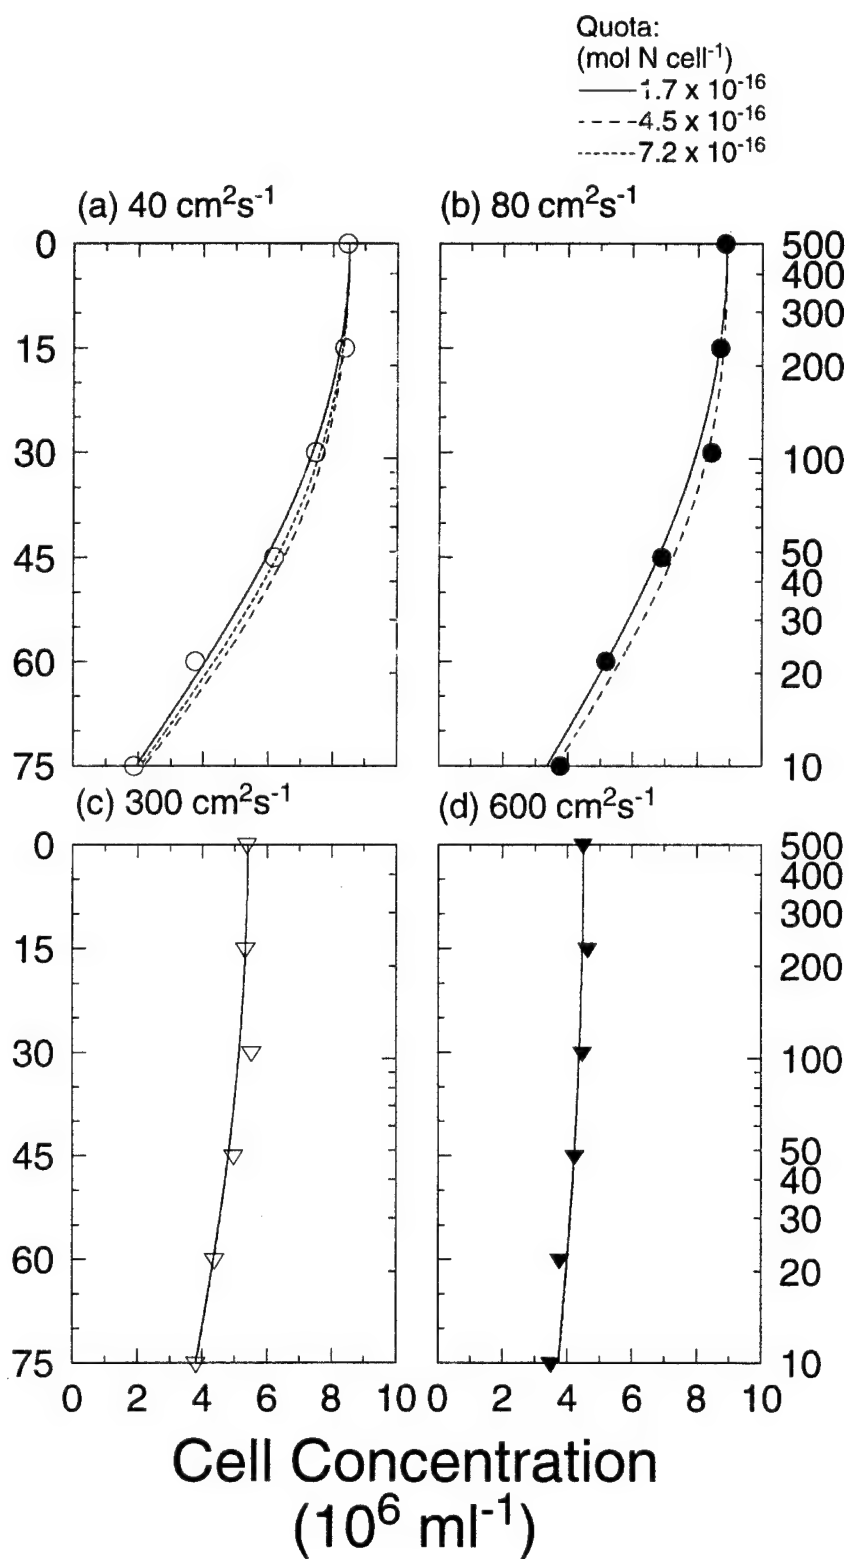 Quota:
(mol N cell⁻¹)
1.7 x 10⁻¹⁶
4.5 x 10⁻¹⁶
7.2 x 10⁻¹⁶
(a) 40 cm²s⁻¹
(b) 80 cm²s⁻¹
0
15
30
45
60
75
500
400
300
200
100
50
40
30
20
10
(c) 300 cm²s⁻¹
(d) 600 cm²s⁻¹
0
15
30
45
60
75
500
400
300
200
100
50
40
30
20
10
0 2 4 6 8 10 0 2 4 6 8 10
Cell Concentration
(10⁶ ml⁻¹)